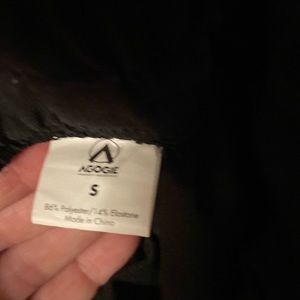 AGOGIE
S
86% Polyester/14% Elastane
Made in China